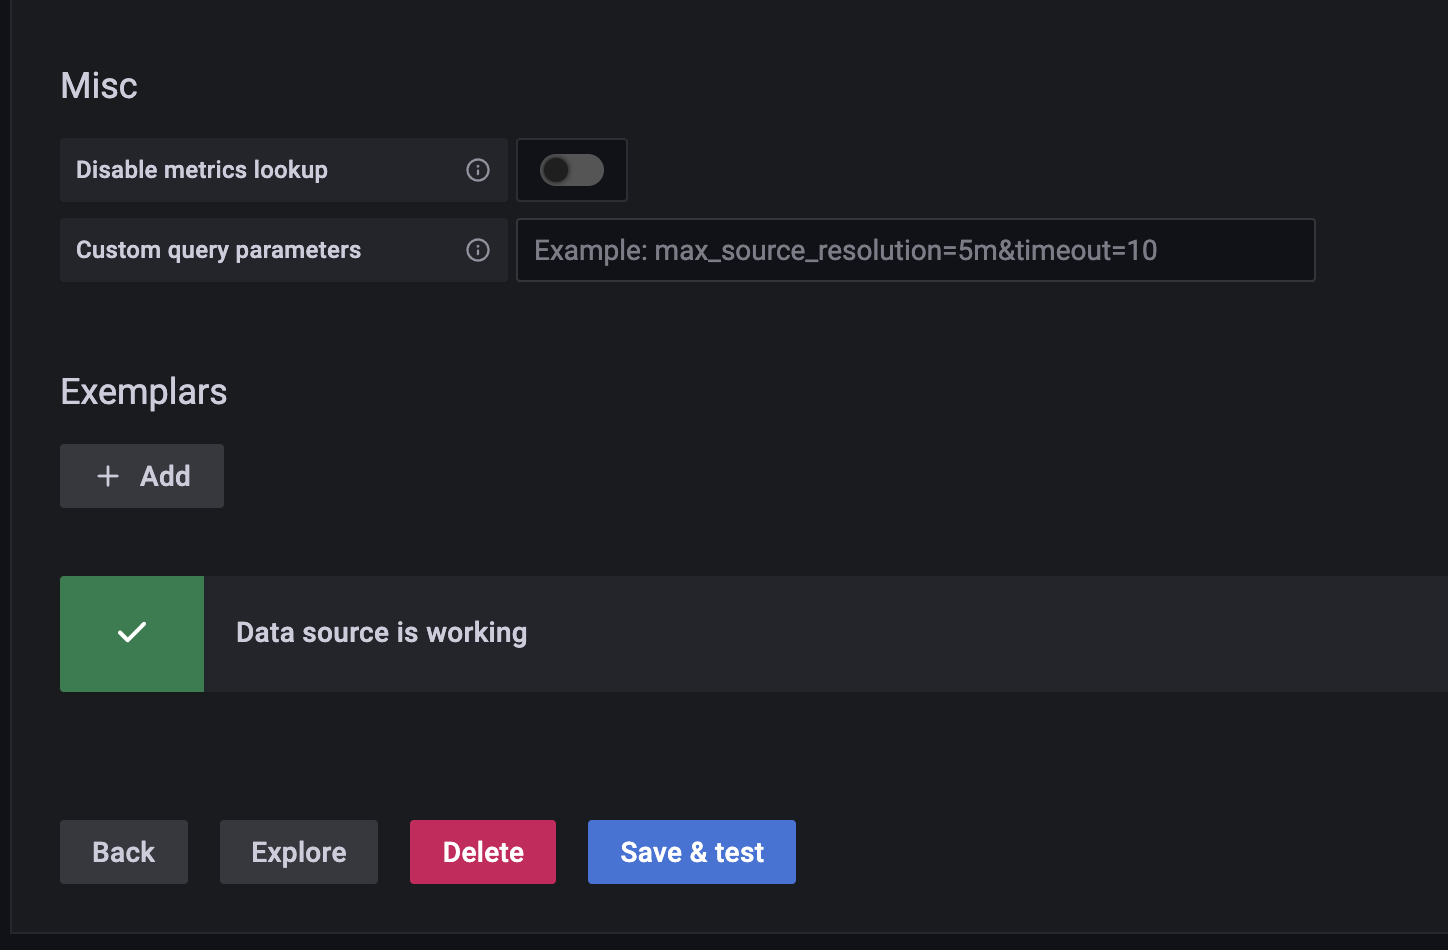 Misc
Disable metrics lookup
Custom query parameters
Example: max_source_resolution=5m&timeout=10
Exemplars
+ Add
Data source is working
Back
Explore
Delete
Save & test